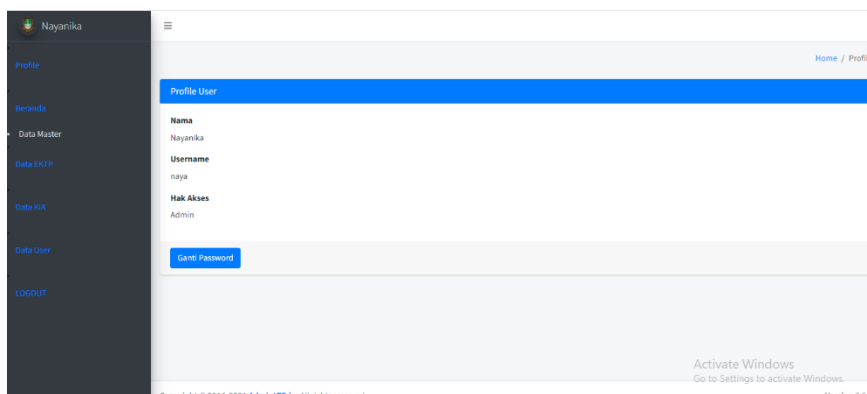 Nayanika
Home / Profil
Profile
Profile User
Beranda
Nama
Nayanika
Data Master
Username
Data EKTP
naya
Hak Akses
Data KIA
Admin
Data User
Ganti Password
LOGOUT
Activate Windows
Go to Settings to activate Windows.